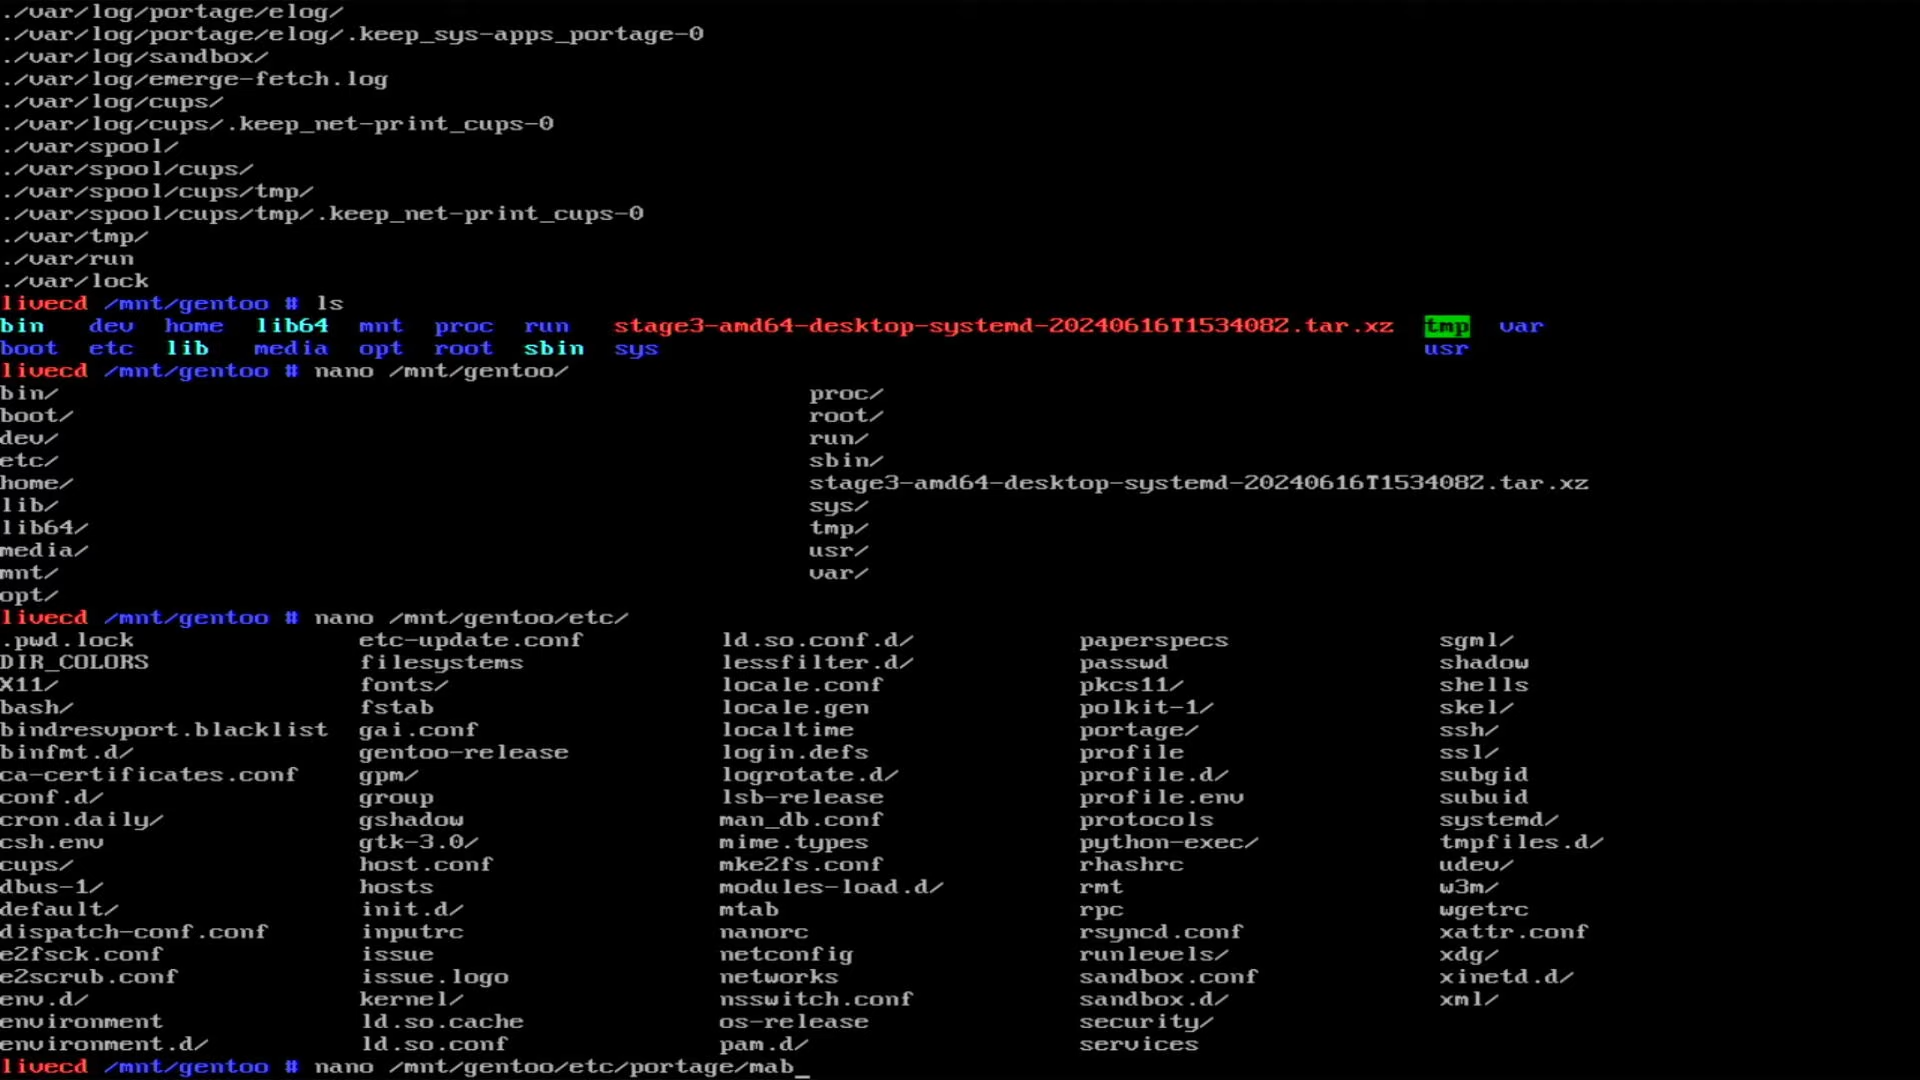 ./var/log/portage/elog/
./var/log/portage/elog/.keep_sys-apps_portage-0
./var/log/sandbox/
./var/log/emerge-fetch.log
./var/log/cups/
./var/log/cups/.keep_net-print_cups-0
./var/spool/
./var/spool/cups/
./var/spool/cups/tmp/
./var/spool/cups/tmp/.keep_net-print_cups-0
./var/tmp/
./var/run
./var/lock
livecd /mnt/gentoo # ls
bin dev home lib64 mnt proc run stage3-amd64-desktop-systemd-20240616T153408Z.tar.xz tmp var
boot etc lib media opt root sbin sys usr
livecd /mnt/gentoo # nano /mnt/gentoo/
bin/ proc/
boot/ root/
dev/ run/
etc/ sbin/
home/ stage3-amd64-desktop-systemd-20240616T153408Z.tar.xz
lib/ sys/
lib64/ tmp/
media/ usr/
mnt/ var/
opt/
livecd /mnt/gentoo # nano /mnt/gentoo/etc/
.pwd.lock etc-update.conf ld.so.conf.d/ paperspecs sgml/
DIR_COLORS filesystems lessfilter.d/ passwd shadow
X11/ fonts/ locale.conf pkcs11/ shells
bash/ fstab locale.gen polkit-1/ skel/
bindresvport.blacklist gai.conf localtime portage/ ssh/
binfmt.d/ gentoo-release login.defs profile ssl/
ca-certificates.conf gpm/ logrotate.d/ profile.d/ subgid
conf.d/ group lsb-release profile.env subuid
cron.daily/ gshadow man_db.conf protocols systemd/
csh.env gtk-3.0/ mime.types python-exec/ tmpfiles.d/
cups/ host.conf mke2fs.conf rhashrc udev/
dbus-1/ hosts modules-load.d/ rmt w3m/
default/ init.d/ mtab rpc wgetrc
dispatch-conf.conf inputrc nanorc rsyncd.conf xattr.conf
e2fsck.conf issue netconfig runlevels/ xdg/
e2scrub.conf issue.logo networks sandbox.conf xinetd.d/
env.d/ kernel/ nsswitch.conf sandbox.d/ xml/
environment ld.so.cache os-release security/
environment.d/ ld.so.conf pam.d/ services
livecd /mnt/gentoo # nano /mnt/gentoo/etc/portage/mab_